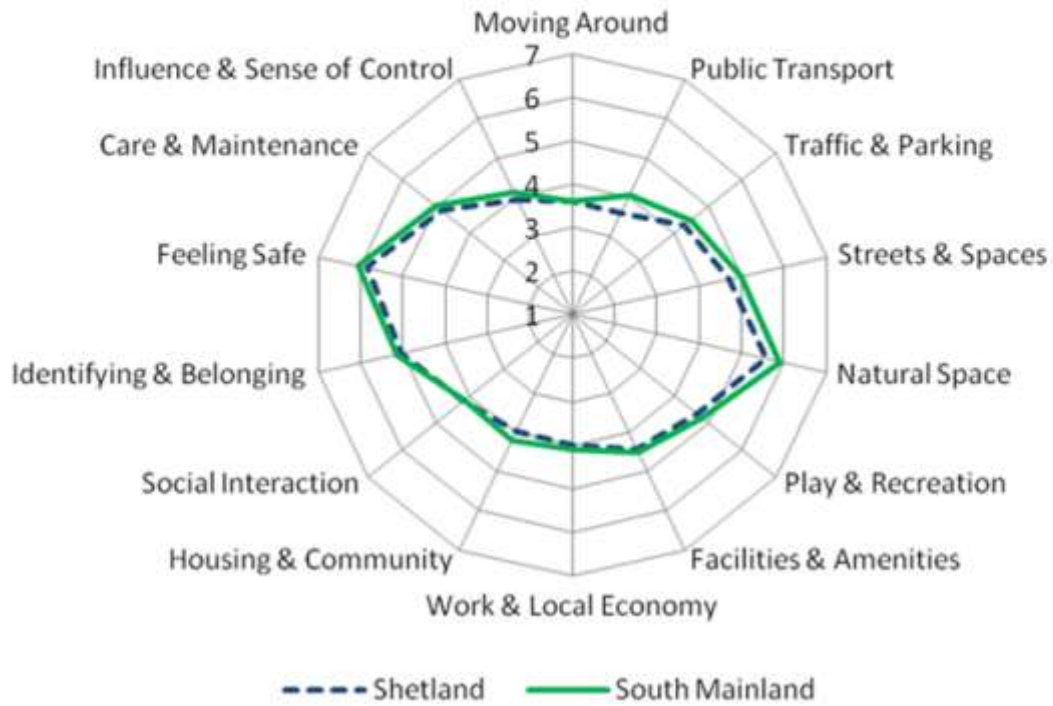 Moving Around
Public Transport
Traffic & Parking
Streets & Spaces
Natural Space
Play & Recreation
Facilities & Amenities
Work & Local Economy
Housing & Community
Social Interaction
Identifying & Belonging
Feeling Safe
Care & Maintenance
Influence & Sense of Control
7
6
5
4
3
2
1
Shetland
South Mainland